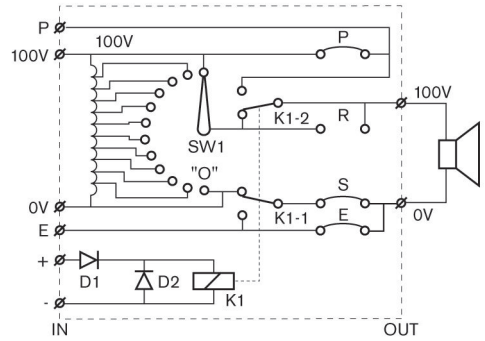 P
100V
100V
P
100V
K1-2
R
SW1
"O"
S
0V
0V
K1-1
E
E
+
D1
D2
K1
-
IN
OUT